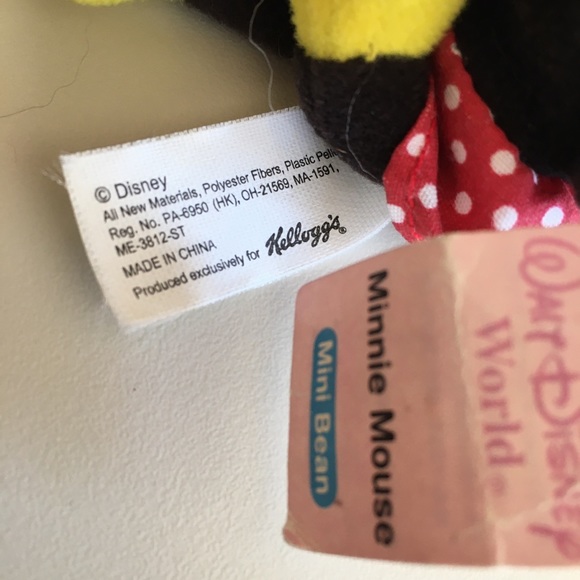 © Disney
All New Materials, Polyester Fibers, Plastic
Reg. No. PA-6950 (HK), OH-21569, MA-1591,
ME-3812-ST
MADE IN CHINA
Produced exclusively for Kellogg's®
Minnie Mouse
Mini Bean
WALT DISNEY
World®